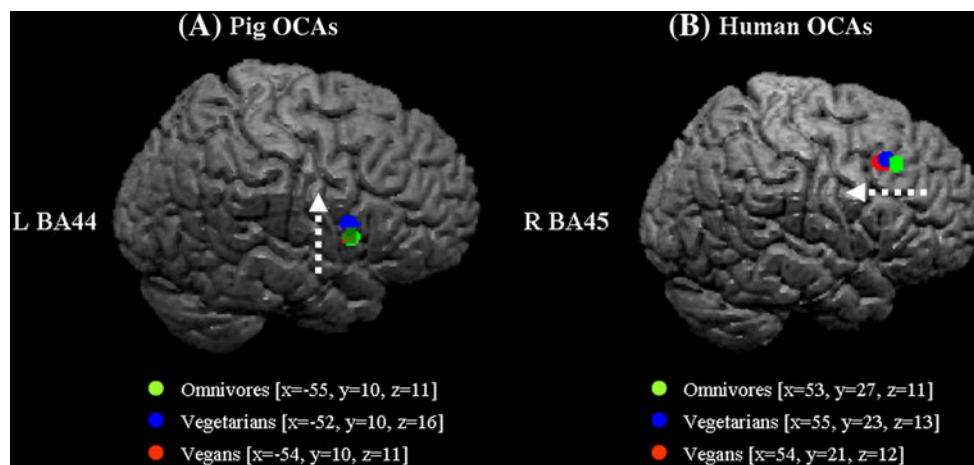 (A) Pig OCAs
(B) Human OCAs
L BA44
R BA45
Omnivores [x=-55, y=10, z=11]
Vegetarians [x=-52, y=10, z=16]
Vegans [x=-54, y=10, z=11]
Omnivores [x=53, y=27, z=11]
Vegetarians [x=55, y=23, z=13]
Vegans [x=54, y=21, z=12]